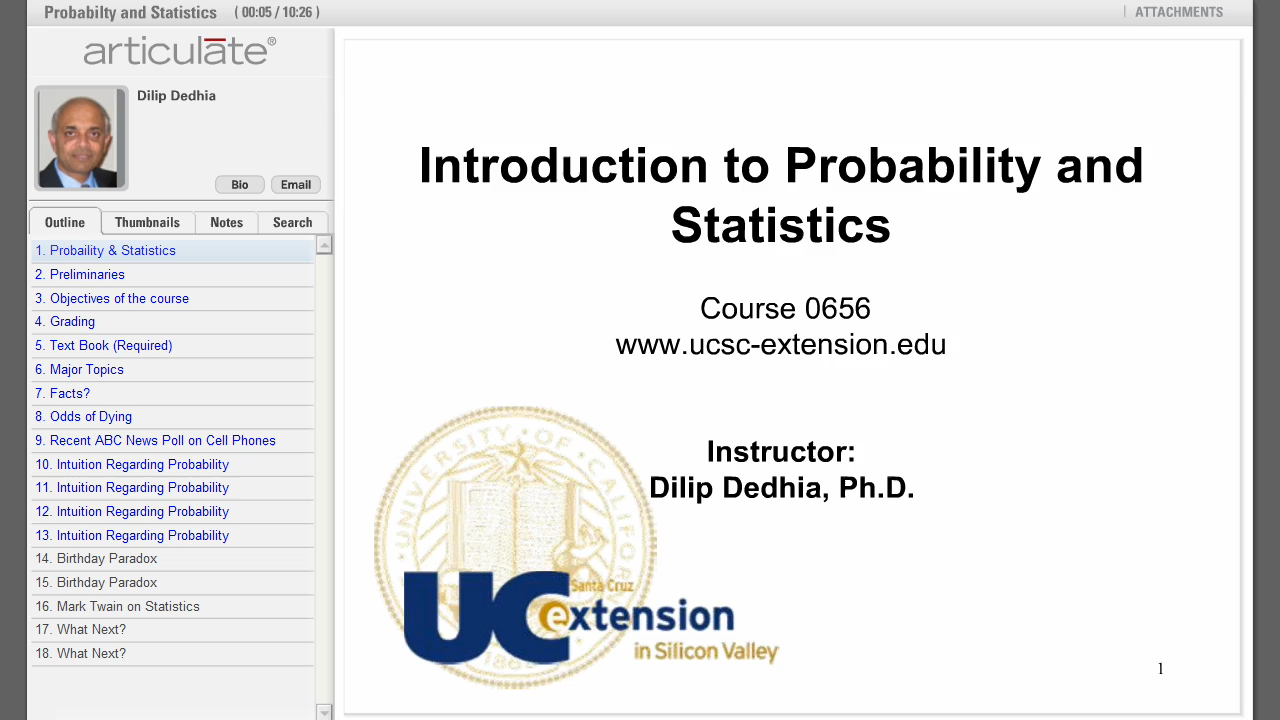 Probabilty and Statistics ( 00:05 / 10:26 )
ATTACHMENTS
articulate®
Dilip Dedhia
Bio
Email
Outline
Thumbnails
Notes
Search
1. Probaility & Statistics
2. Preliminaries
3. Objectives of the course
4. Grading
5. Text Book (Required)
6. Major Topics
7. Facts?
8. Odds of Dying
9. Recent ABC News Poll on Cell Phones
10. Intuition Regarding Probability
11. Intuition Regarding Probability
12. Intuition Regarding Probability
13. Intuition Regarding Probability
14. Birthday Paradox
15. Birthday Paradox
16. Mark Twain on Statistics
17. What Next?
18. What Next?
Introduction to Probability and
Statistics
Course 0656
www.ucsc-extension.edu
Instructor:
Dilip Dedhia, Ph.D.
UNIVERSITY OF CALIFORNIA
Santa Cruz
UC extension
in Silicon Valley
1